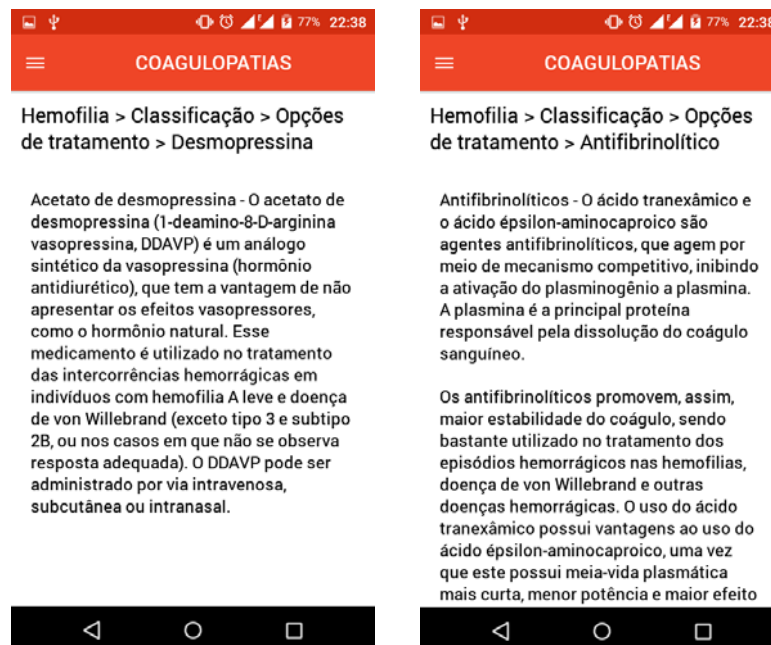 77% 22:38
COAGULOPATIAS
Hemofilia > Classificação > Opções
de tratamento > Desmopressina
Acetato de desmopressina - O acetato de
desmopressina (1-deamino-8-D-arginina
vasopressina, DDAVP) é um análogo
sintético da vasopressina (hormônio
antidiurético), que tem a vantagem de não
apresentar os efeitos vasopressores,
como o hormônio natural. Esse
medicamento é utilizado no tratamento
das intercorrências hemorrágicas em
indivíduos com hemofilia A leve e doença
de von Willebrand (exceto tipo 3 e subtipo
2B, ou nos casos em que não se observa
resposta adequada). O DDAVP pode ser
administrado por via intravenosa,
subcutânea ou intranasal.
77% 22:38
COAGULOPATIAS
Hemofilia > Classificação > Opções
de tratamento > Antifibrinolítico
Antifibrinolíticos - O ácido tranexâmico e
o ácido épsilon-aminocaproico são
agentes antifibrinolíticos, que agem por
meio de mecanismo competitivo, inibindo
a ativação do plasminogênio a plasmina.
A plasmina é a principal proteína
responsável pela dissolução do coágulo
sanguíneo.
Os antifibrinolíticos promovem, assim,
maior estabilidade do coágulo, sendo
bastante utilizado no tratamento dos
episódios hemorrágicos nas hemofilias,
doença de von Willebrand e outras
doenças hemorrágicas. O uso do ácido
tranexâmico possui vantagens ao uso do
ácido épsilon-aminocaproico, uma vez
que este possui meia-vida plasmática
mais curta, menor potência e maior efeito